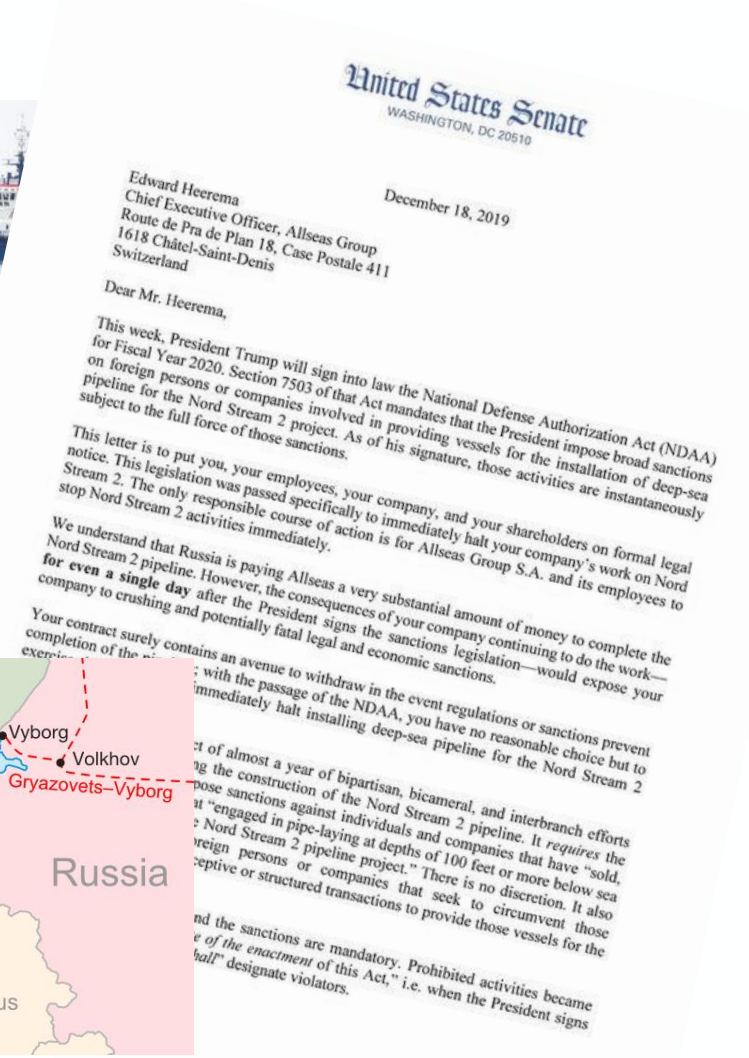 United States Senate
WASHINGTON, DC 20510
December 18, 2019
Edward Heerema
Chief Executive Officer, Allseas Group
Route de Pra de Plan 18, Case Postale 411
1618 Châtel-Saint-Denis
Switzerland
Dear Mr. Heerema,
This week, President Trump will sign into law the National Defense Authorization Act (NDAA)
for Fiscal Year 2020. Section 7503 of that Act mandates that the President impose broad sanctions
on foreign persons or companies involved in providing vessels for the installation of deep-sea
pipeline for the Nord Stream 2 project. As of his signature, those activities are instantaneously
subject to the full force of those sanctions.
This letter is to put you, your employees, your company, and your shareholders on formal legal
notice. This legislation was passed specifically to immediately halt your company's work on Nord
Stream 2. The only responsible course of action is for Allseas Group S.A. and its employees to
stop Nord Stream 2 activities immediately.
We understand that Russia is paying Allseas a very substantial amount of money to complete the
Nord Stream 2 pipeline. However, the consequences of your company continuing to do the work—
for even a single day after the President signs the sanctions legislation—would expose your
company to crushing and potentially fatal legal and economic sanctions.
Your contract surely contains an avenue to withdraw in the event regulations or sanctions prevent
completion of the ; with the passage of the NDAA, you have no reasonable choice but to
immediately halt installing deep-sea pipeline for the Nord Stream 2
ct of almost a year of bipartisan, bicameral, and interbranch efforts
ng the construction of the Nord Stream 2 pipeline. It requires the
pose sanctions against individuals and companies that have "sold,
at "engaged in pipe-laying at depths of 100 feet or more below sea
e Nord Stream 2 pipeline project." There is no discretion. It also
oreign persons or companies that seek to circumvent those
ceptive or structured transactions to provide those vessels for the
nd the sanctions are mandatory. Prohibited activities became
e of the enactment of this Act," i.e. when the President signs
hall" designate violators.
Vyborg
Volkhov
Gryazovets–Vyborg
Russia
us